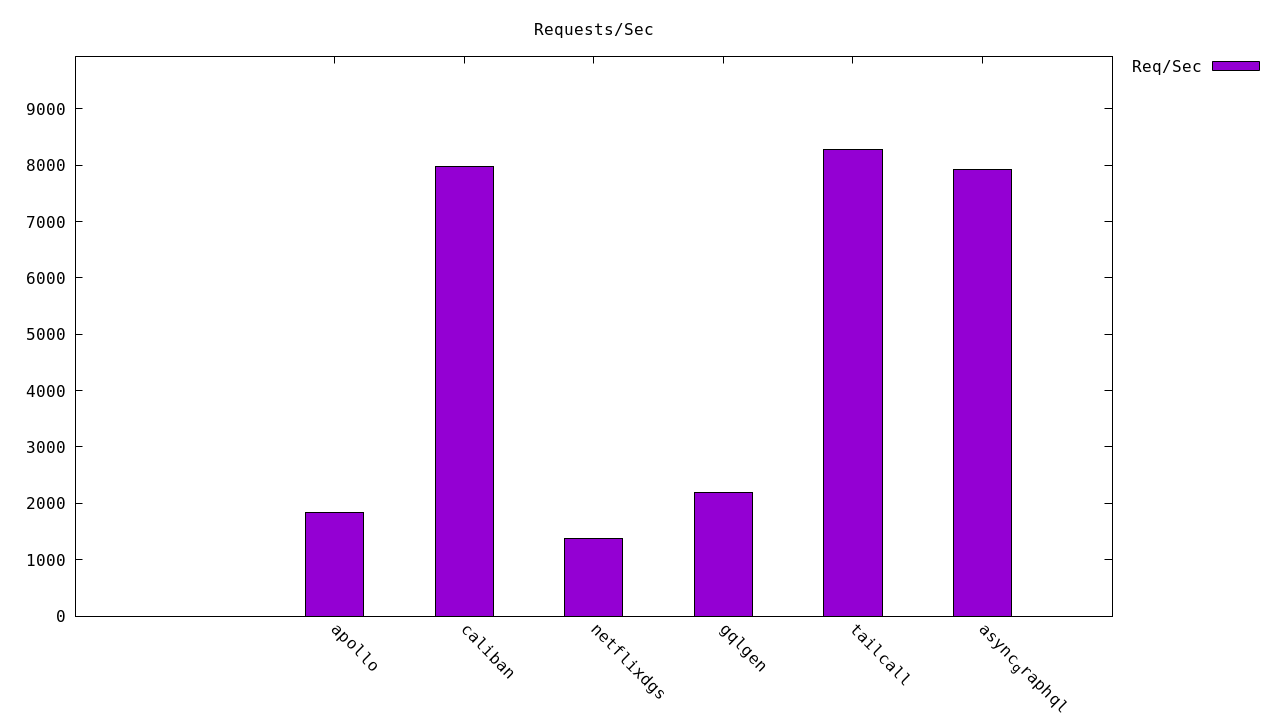 Requests/Sec
Req/Sec
9000
8000
7000
6000
5000
4000
3000
2000
1000
0
apollo
caliban
netflixdgs
gqlgen
tailcall
async_graphql